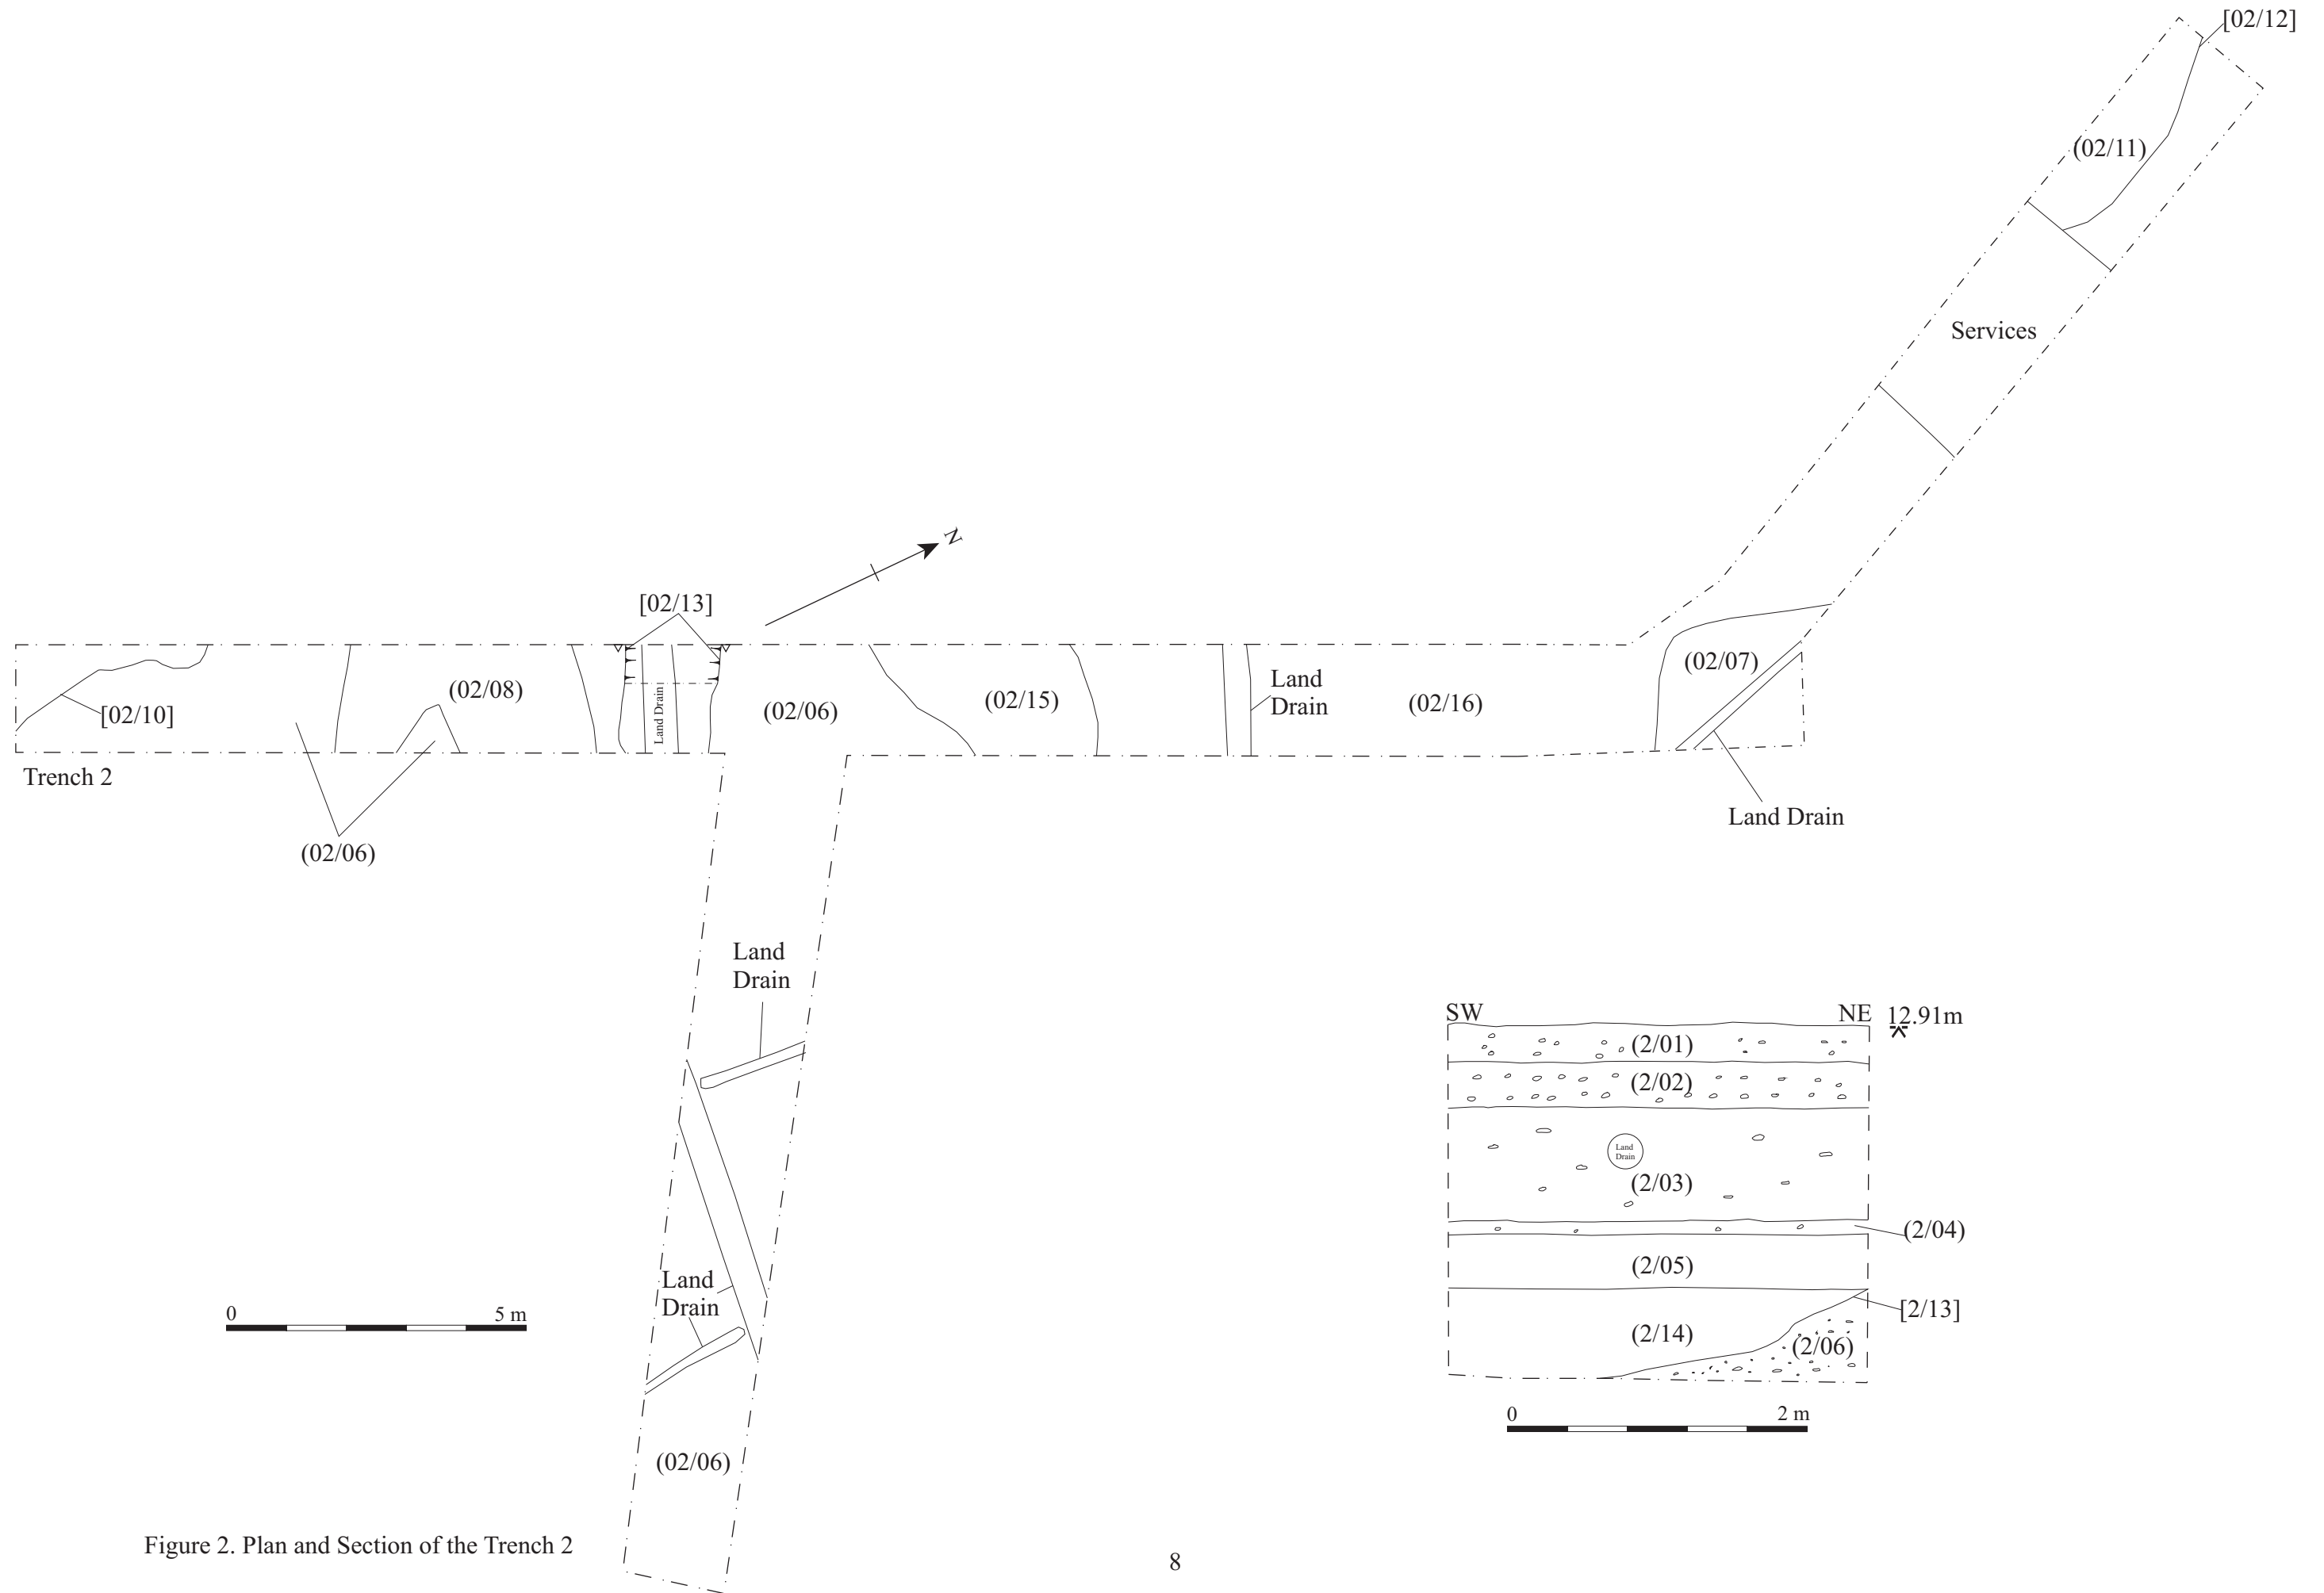 [02/12]
(02/11)
Services
N
[02/13]
(02/07)
(02/08)
Land
Drain
Land Drain
(02/15)
(02/16)
(02/06)
[02/10]
Trench 2
Land Drain
(02/06)
Land
Drain
SW
NE
12.91m
(2/01)
(2/02)
Land
Drain
(2/03)
(2/04)
(2/05)
Land
Drain
[2/13]
0
5 m
(2/14)
(2/06)
0
2 m
(02/06)
Figure 2. Plan and Section of the Trench 2
8